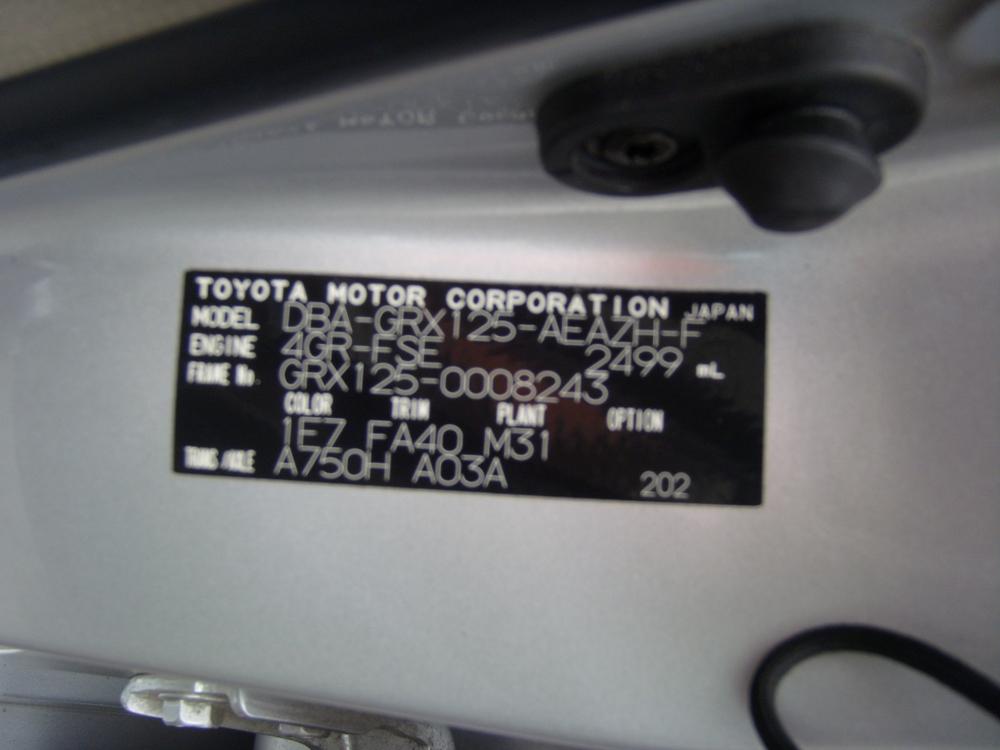 TOYOTA MOTOR CORPORATION JAPAN
MODEL DBA-GRX125-AEAZH-F
ENGINE 4GR-FSE 2499 mL
FRAME No. GRX125-0008243
COLOR TRIM PLANT OPTION
1E7 FA40 M31
TRANS/AXLE A750H A03A 202